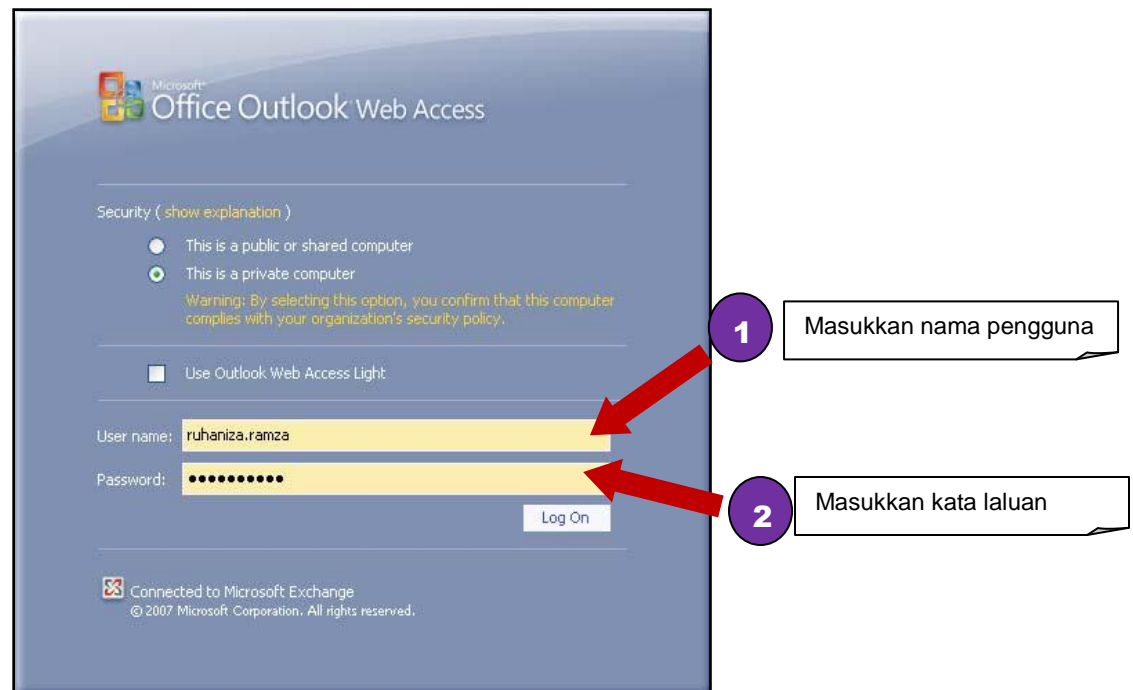 Microsoft®
Office Outlook Web Access
Security ( show explanation )
This is a public or shared computer
This is a private computer
Warning: By selecting this option, you confirm that this computer
complies with your organization's security policy.
Use Outlook Web Access Light
User name: ruhaniza.ramza
Password: ●●●●●●●●●●
Log On
Connected to Microsoft Exchange
© 2007 Microsoft Corporation. All rights reserved.
1
Masukkan nama pengguna
2
Masukkan kata laluan